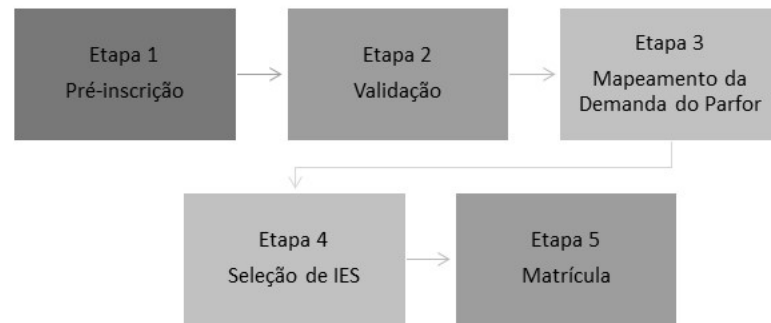 Etapa 1
Pré-inscrição
Etapa 2
Validação
Etapa 3
Mapeamento da
Demanda do Parfor
Etapa 4
Seleção de IES
Etapa 5
Matrícula